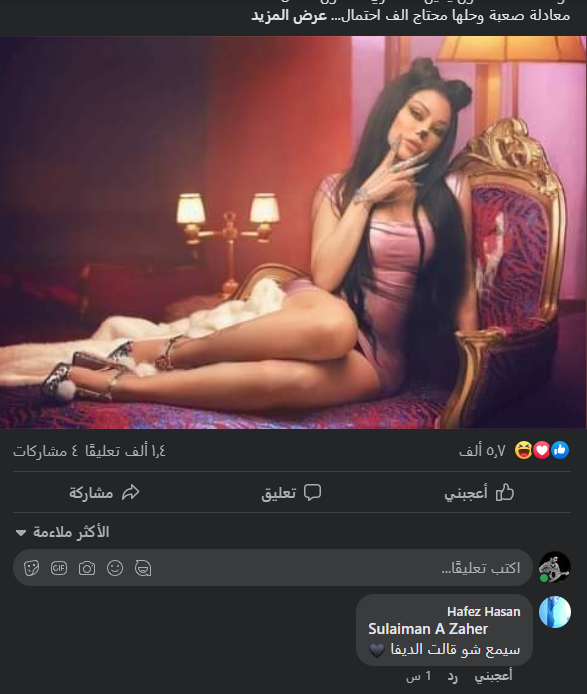 معادلة صعبة وحلها محتاج الف احتمال... عرض المزيد
٥٫٧ ألف
١٫٤ ألف تعليقًا ٤ مشاركات
أعجبني
تعليق
مشاركة
الأكثر ملاءمة
اكتب تعليقًا...
GIF
Hafez Hasan
Sulaiman A Zaher
سيمع شو قالت الديفا 🖤
أعجبني رد 1 س